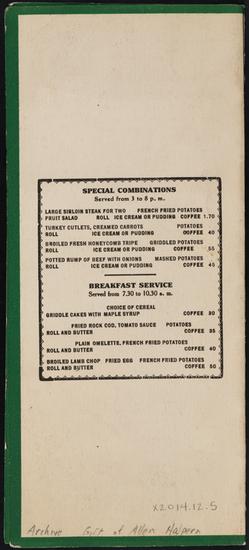 SPECIAL COMBINATIONS
Served from 3 to 8 p. m.
LARGE SIRLOIN STEAK FOR TWO FRENCH FRIED POTATOES
FRUIT SALAD ROLL ICE CREAM OR PUDDING COFFEE 1.70
TURKEY CUTLETS, CREAMED CARROTS POTATOES
ROLL ICE CREAM OR PUDDING COFFEE 40
BROILED FRESH HONEYCOMB TRIPE GRIDDLED POTATOES
ROLL ICE CREAM OR PUDDING COFFEE 55
POTTED RUMP OF BEEF WITH ONIONS MASHED POTATOES
ROLL ICE CREAM OR PUDDING COFFEE 45
BREAKFAST SERVICE
Served from 7.30 to 10.30 a. m.
CHOICE OF CEREAL
GRIDDLE CAKES WITH MAPLE SYRUP COFFEE 30
FRIED ROCK COD, TOMATO SAUCE POTATOES
ROLL AND BUTTER COFFEE 35
PLAIN OMELETTE, FRENCH FRIED POTATOES
ROLL AND BUTTER COFFEE 40
BROILED LAMB CHOP FRIED EGG FRENCH FRIED POTATOES
ROLL AND BUTTER COFFEE 50
X2014.12.5
Archive Gift of Allen Halpern